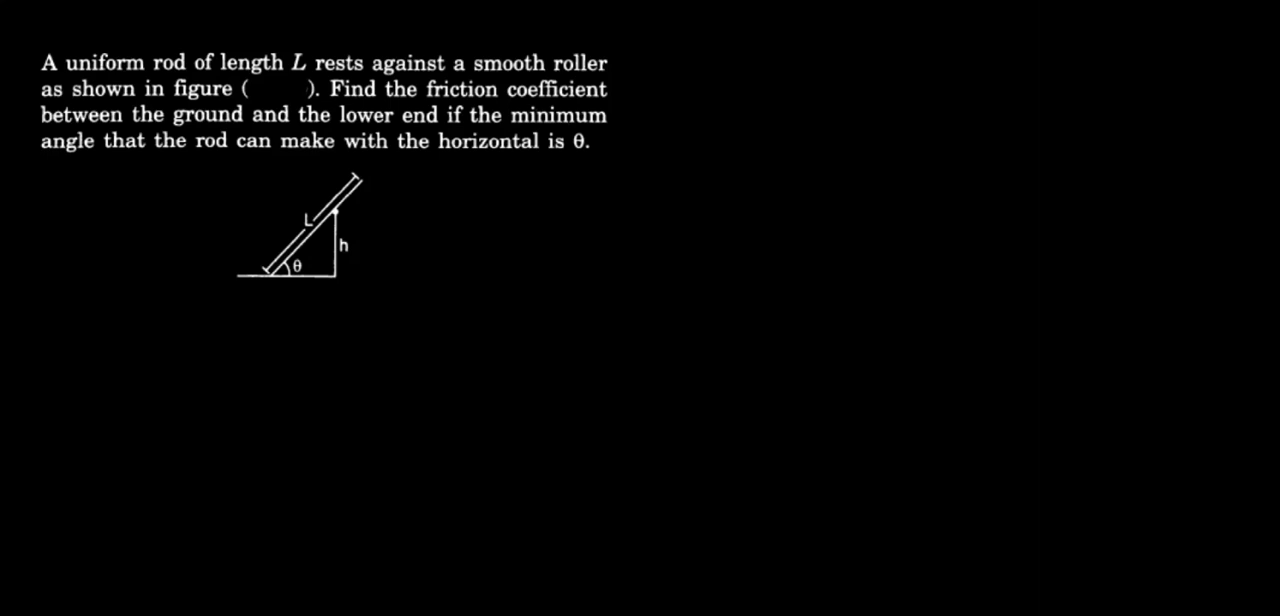 A uniform rod of length L rests against a smooth roller
as shown in figure ( ). Find the friction coefficient
between the ground and the lower end if the minimum
angle that the rod can make with the horizontal is θ.
L
h
θ